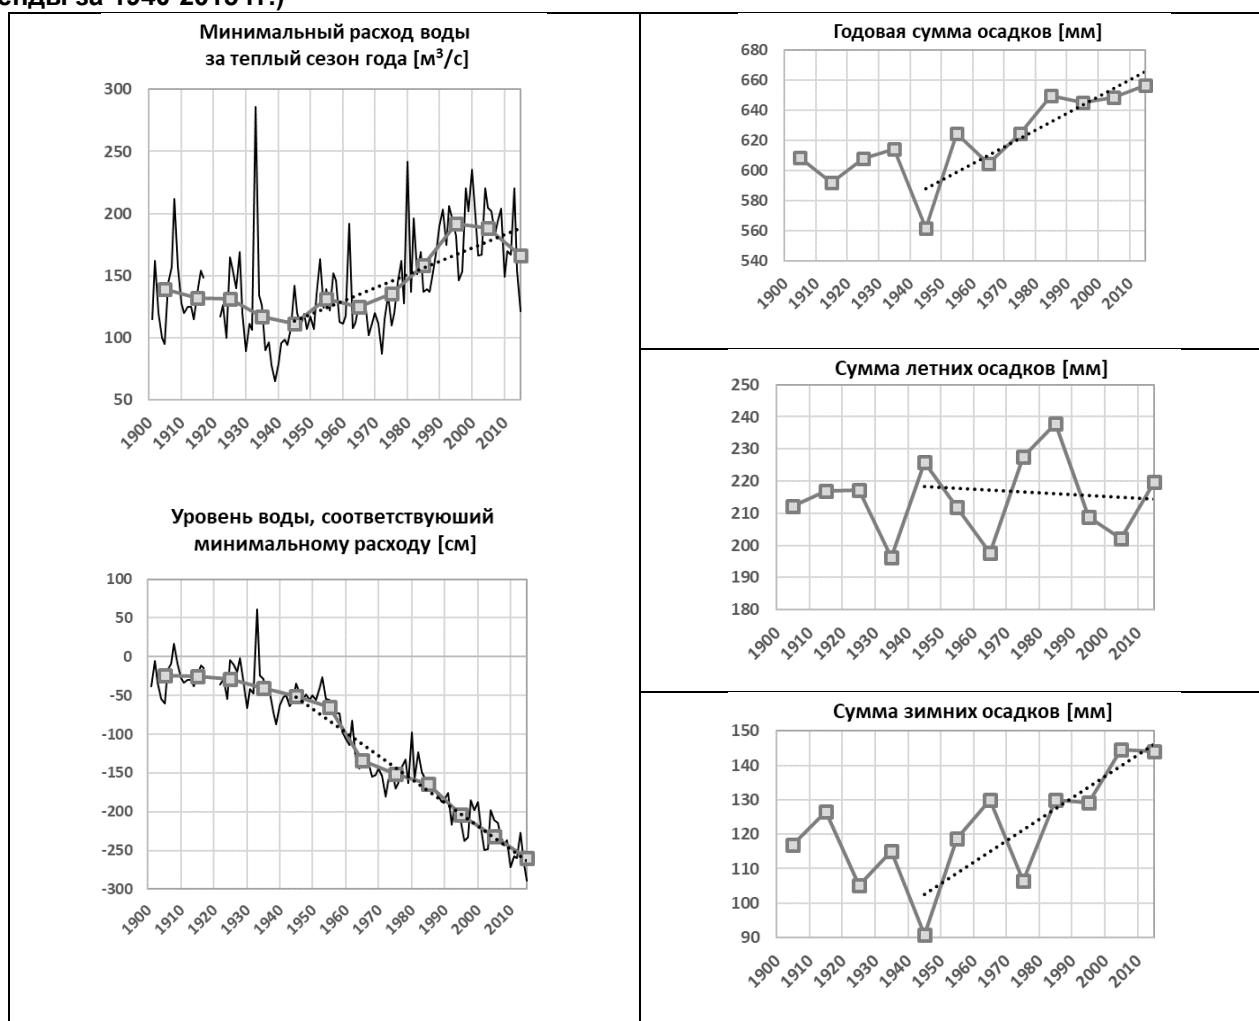 енды за 1940-2015 гг.)
Минимальный расход воды
за теплый сезон года [м³/с]
300
250
200
150
100
50
1900 1910 1920 1930 1940 1950 1960 1970 1980 1990 2000 2010
Уровень воды, соответствуюший
минимальному расходу [см]
100
50
0
-50
-100
-150
-200
-250
-300
1900 1910 1920 1930 1940 1950 1960 1970 1980 1990 2000 2010
Годовая сумма осадков [мм]
680
660
640
620
600
580
560
540
1900 1910 1920 1930 1940 1950 1960 1970 1980 1990 2000 2010
Сумма летних осадков [мм]
250
240
230
220
210
200
190
180
1900 1910 1920 1930 1940 1950 1960 1970 1980 1990 2000 2010
Сумма зимних осадков [мм]
150
140
130
120
110
100
90
1900 1910 1920 1930 1940 1950 1960 1970 1980 1990 2000 2010